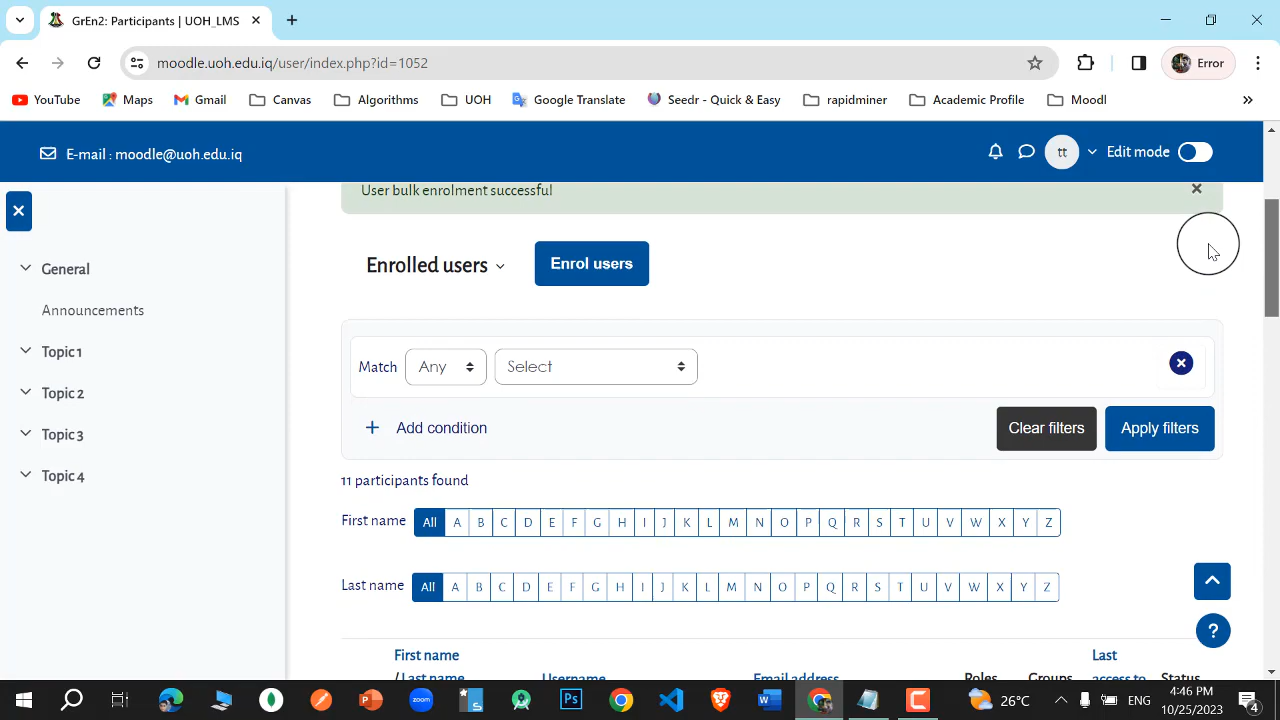 GrEn2: Participants | UOH_LMS
moodle.uoh.edu.iq/user/index.php?id=1052
Error
YouTube
Maps
Gmail
Canvas
Algorithms
UOH
Google Translate
Seedr - Quick & Easy
rapidminer
Academic Profile
Moodl
E-mail : moodle@uoh.edu.iq
tt
Edit mode
User bulk enrolment successful
General
Announcements
Topic 1
Topic 2
Topic 3
Topic 4
Enrolled users
Enrol users
Match Any Select
Add condition
Clear filters
Apply filters
11 participants found
First name All A B C D E F G H I J K L M N O P Q R S T U V W X Y Z
Last name All A B C D E F G H I J K L M N O P Q R S T U V W X Y Z
?
First name
/ Last name
Username
Email address
Roles
Groups
Last
access to
Status
zoom
Ps
26°C
ENG
4:46 PM
10/25/2023
4